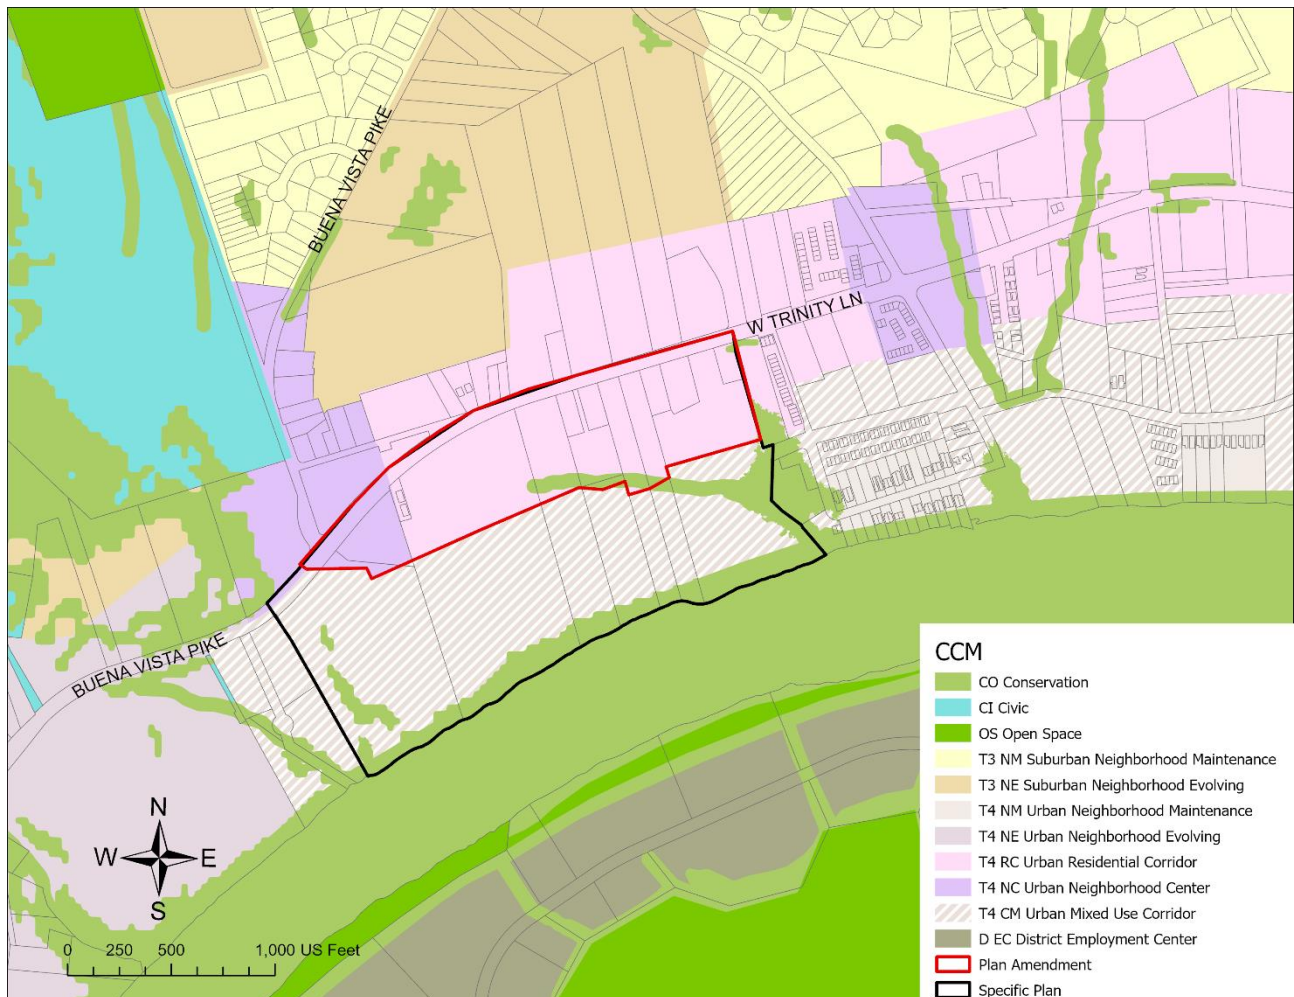 BUENA VISTA PIKE
W TRINITY LN
BUENA VISTA PIKE
N
W E
S
0 250 500 1,000 US Feet
CCM
CO Conservation
CI Civic
OS Open Space
T3 NM Suburban Neighborhood Maintenance
T3 NE Suburban Neighborhood Evolving
T4 NM Urban Neighborhood Maintenance
T4 NE Urban Neighborhood Evolving
T4 RC Urban Residential Corridor
T4 NC Urban Neighborhood Center
T4 CM Urban Mixed Use Corridor
D EC District Employment Center
Plan Amendment
Specific Plan